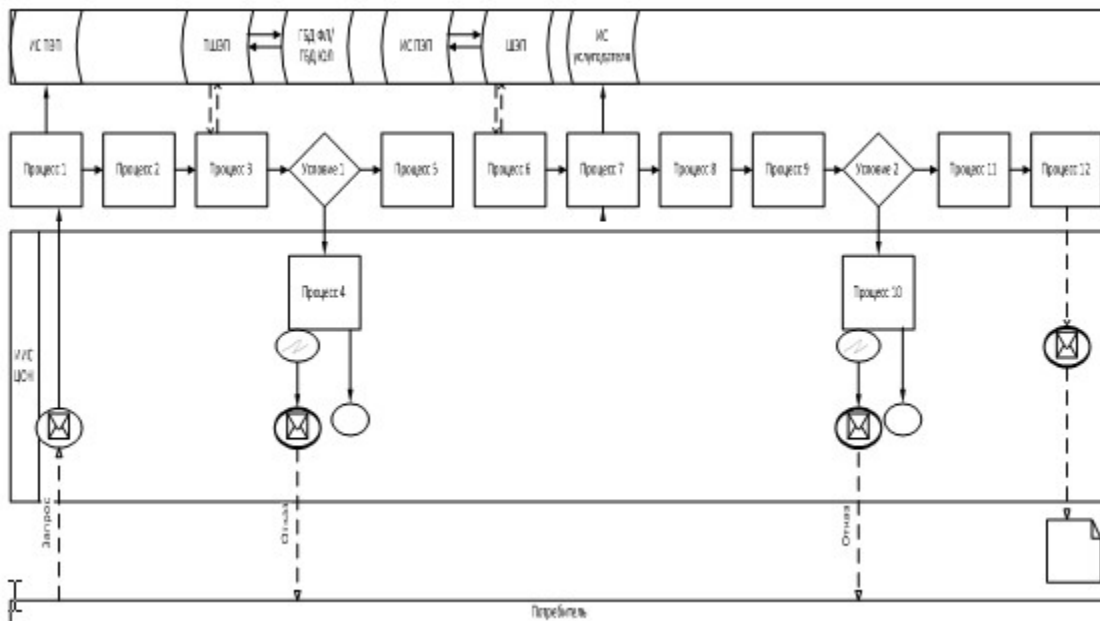 ИС ПЭП
ПШЭП
ГБД ФЛ/
ГБД ЮЛ
ИС ПЭП
ШЭП
ИС
услугодателя
Процесс 1
Процесс 2
Процесс 3
Условие 1
Процесс 5
Процесс 6
Процесс 7
Процесс 8
Процесс 9
Условие 2
Процесс 11
Процесс 12
Процесс 4
Процесс 10
ЦОН
Запрос
Отказ
Отказ
Потребитель